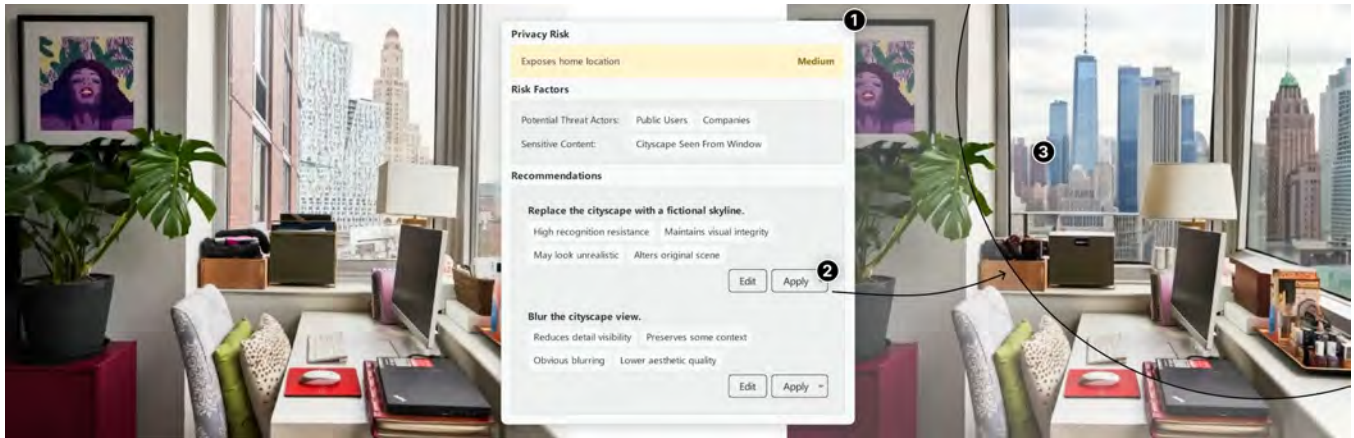 1
Privacy Risk
Exposes home location Medium
Risk Factors
Potential Threat Actors: Public Users Companies
Sensitive Content: Cityscape Seen From Window
3
Recommendations
Replace the cityscape with a fictional skyline.
High recognition resistance Maintains visual integrity
May look unrealistic Alters original scene
2
Edit Apply
Blur the cityscape view.
Reduces detail visibility Preserves some context
Obvious blurring Lower aesthetic quality
Edit Apply